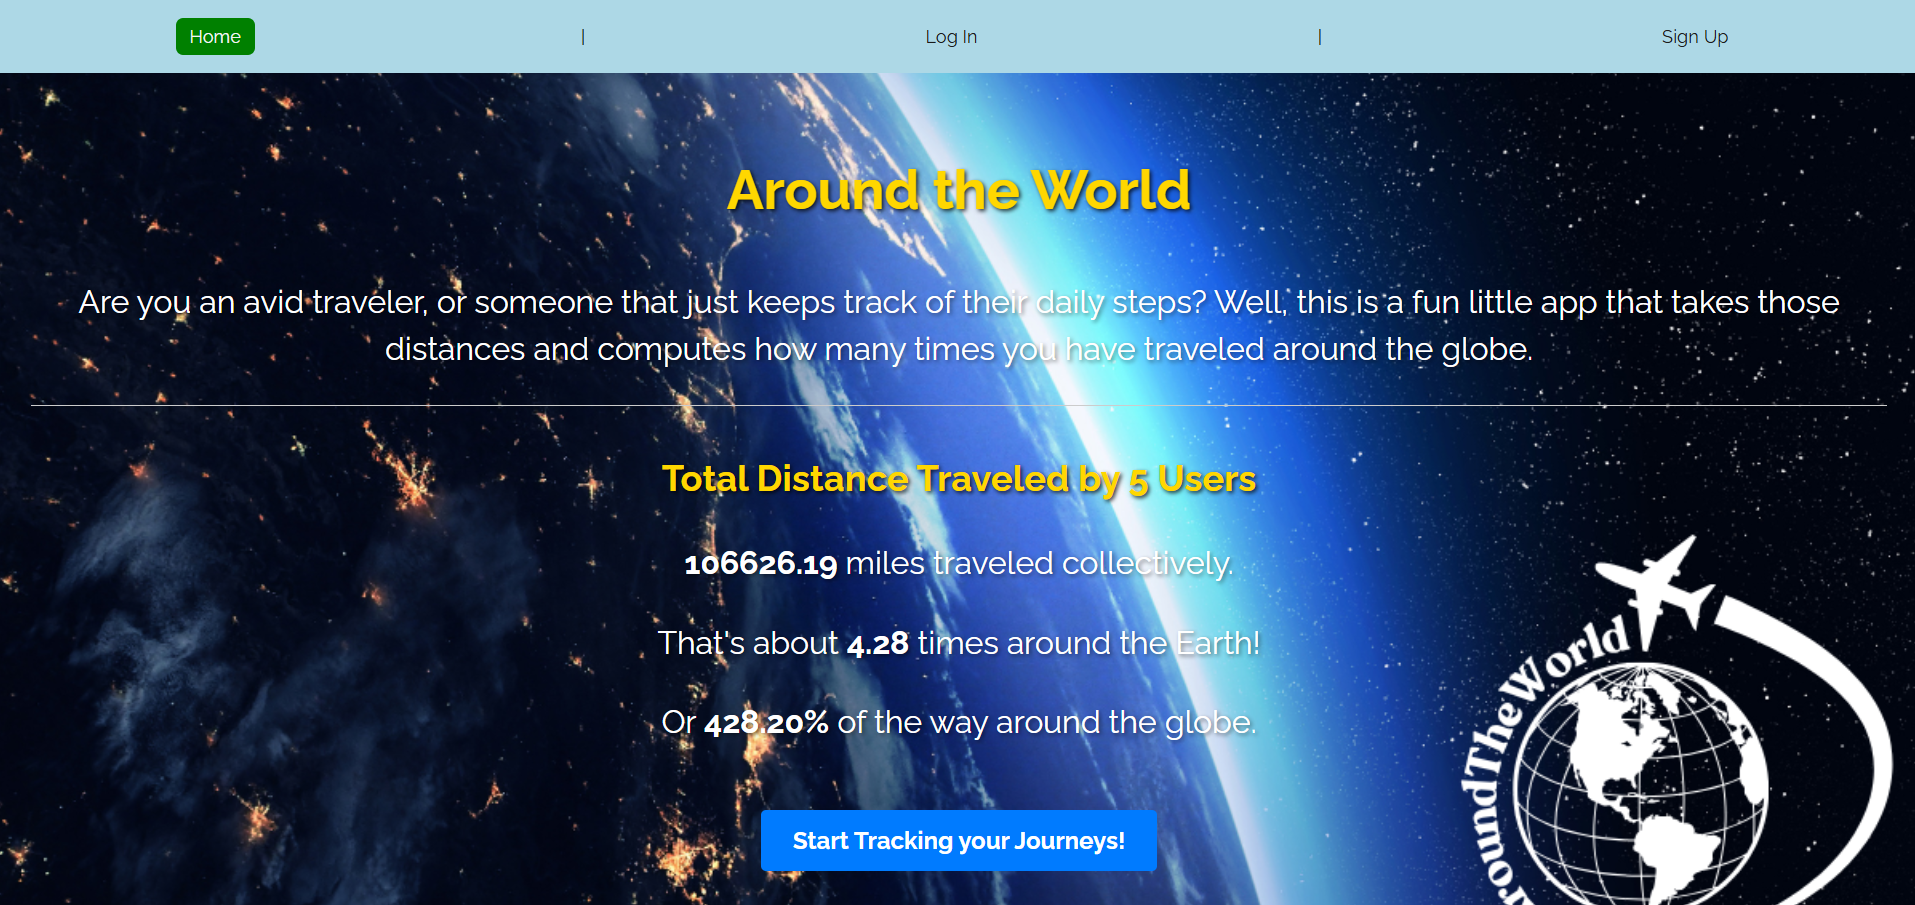 Home | Log In | Sign Up
Around the World
Are you an avid traveler, or someone that just keeps track of their daily steps? Well, this is a fun little app that takes those
distances and computes how many times you have traveled around the globe.
Total Distance Traveled by 5 Users
106626.19 miles traveled collectively.
That's about 4.28 times around the Earth!
Or 428.20% of the way around the globe.
Start Tracking your Journeys!
AroundTheWorld